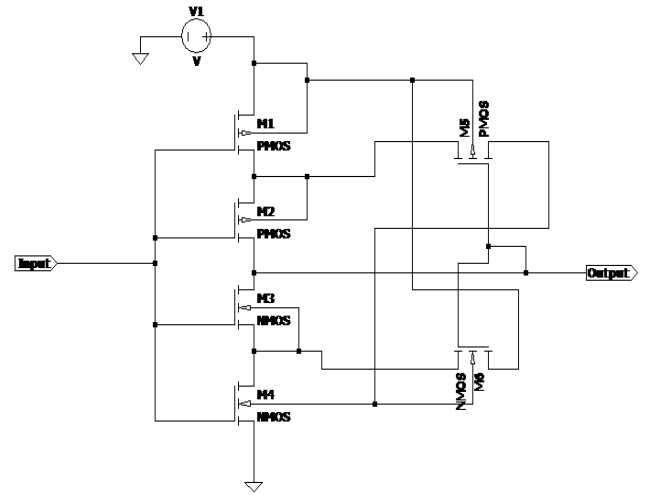 V1
V
M1
PMOS
M5
PMOS
M2
PMOS
Input
Output
M3
NMOS
M4
NMOS
NMOS
M6